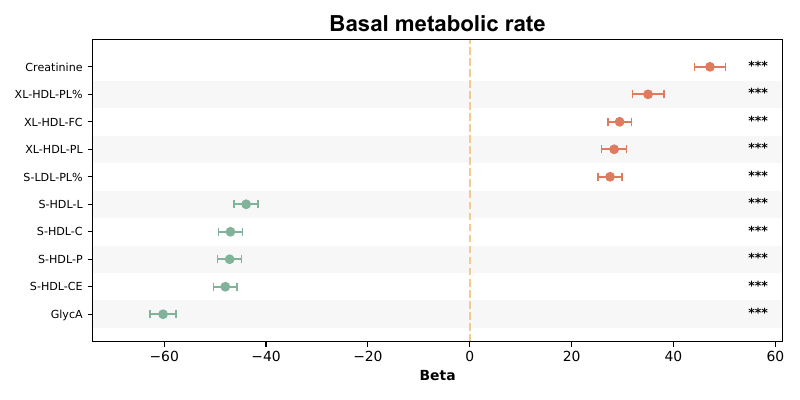 Basal metabolic rate
Creatinine ***
XL-HDL-PL% ***
XL-HDL-FC ***
XL-HDL-PL ***
S-LDL-PL% ***
S-HDL-L ***
S-HDL-C ***
S-HDL-P ***
S-HDL-CE ***
GlycA ***
−60 −40 −20 0 20 40 60
Beta